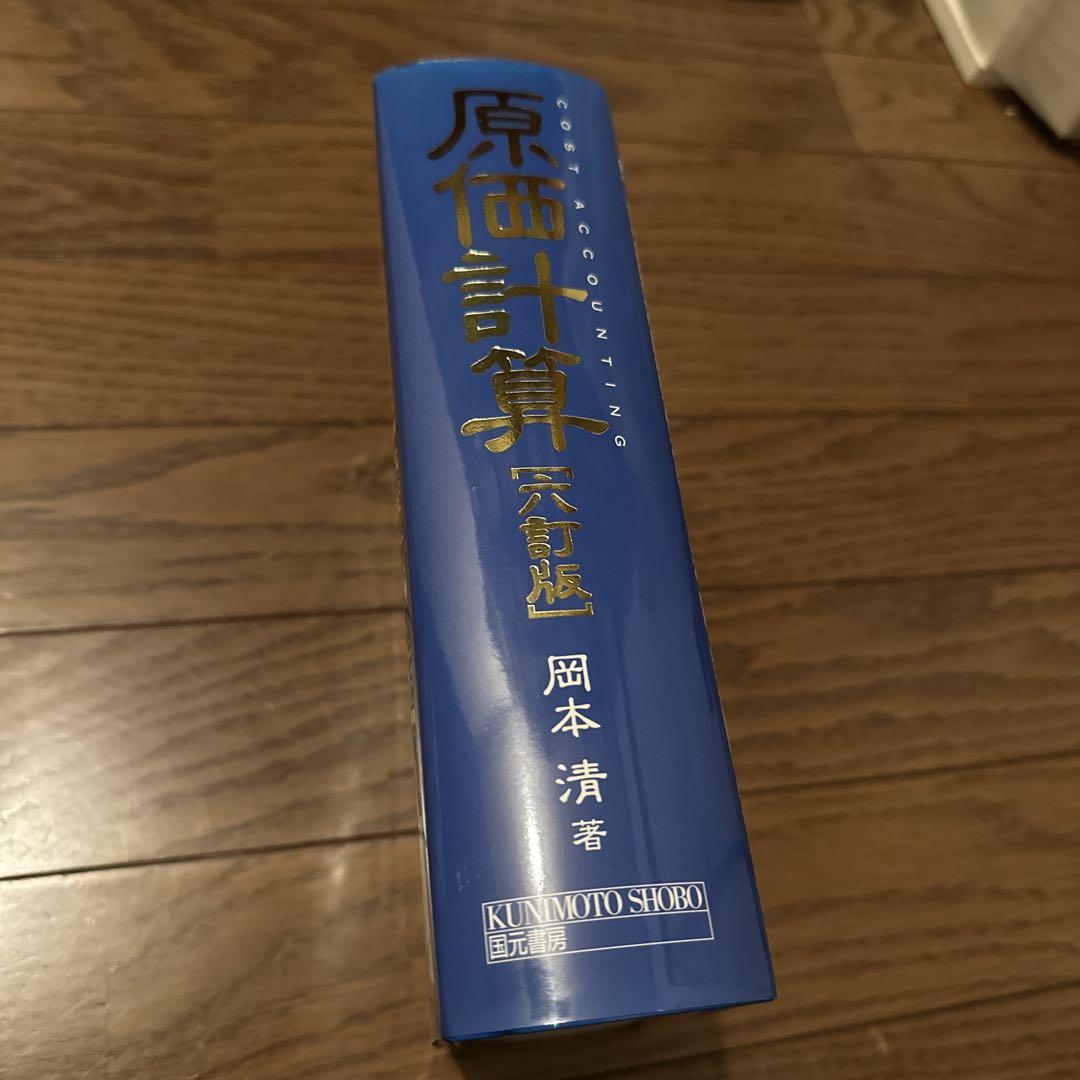 原価計算
COST ACCOUNTING
[六訂版]
岡本 清 著
KUNIMOTO SHOBO
国元書房